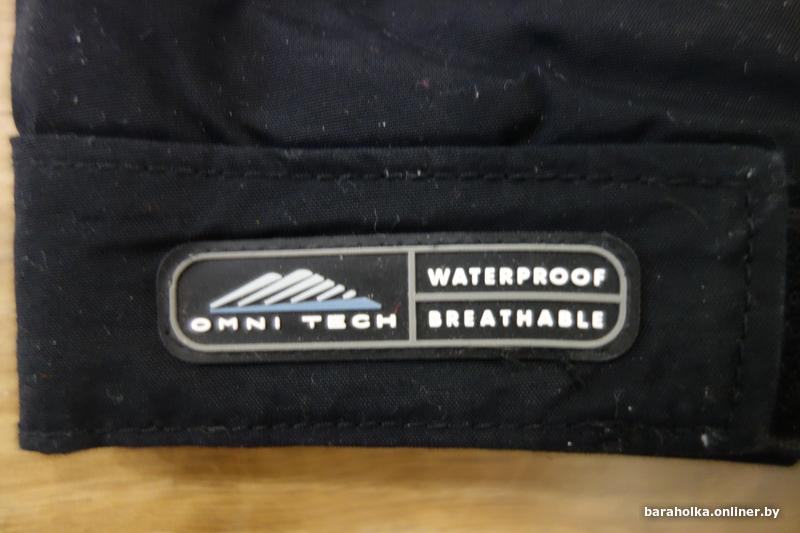 OMNI TECH
WATERPROOF
BREATHABLE
baraholka.onliner.by